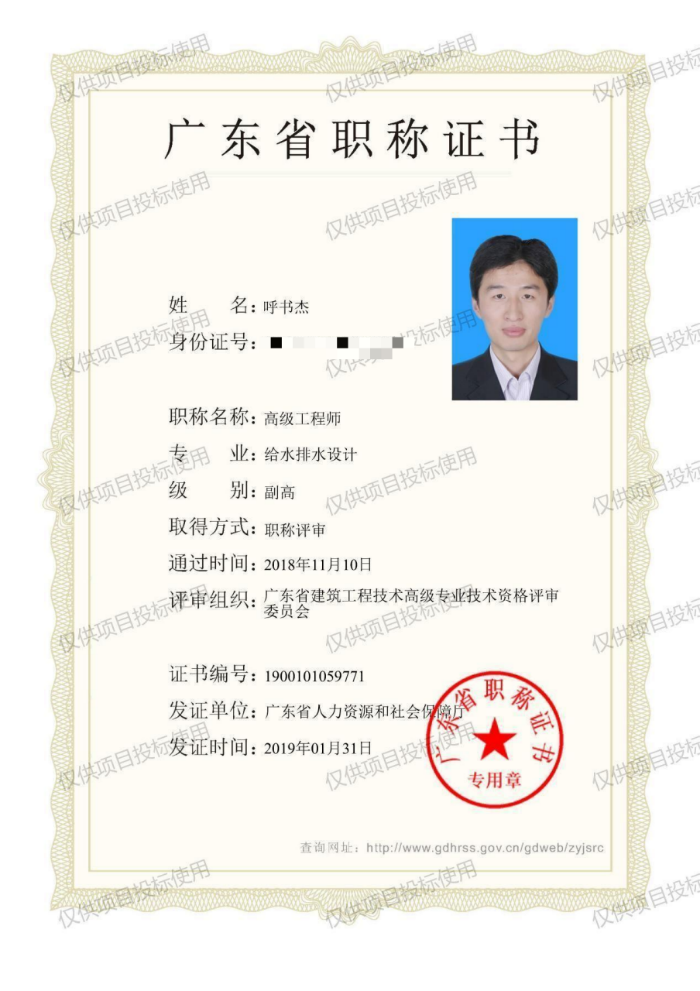 广东省职称证书
姓 名：呼书杰
身份证号：
职称名称：高级工程师
专 业：给水排水设计
级 别：副高
取得方式：职称评审
通过时间：2018年11月10日
评审组织：广东省建筑工程技术高级专业技术资格评审
委员会
证书编号：1900101059771
发证单位：广东省人力资源和社会保障厅
发证时间：2019年01月31日
广东省职称证书
专用章
查询网址：http://www.gdhrss.gov.cn/gdweb/zyjsrc
仅供项目投标使用